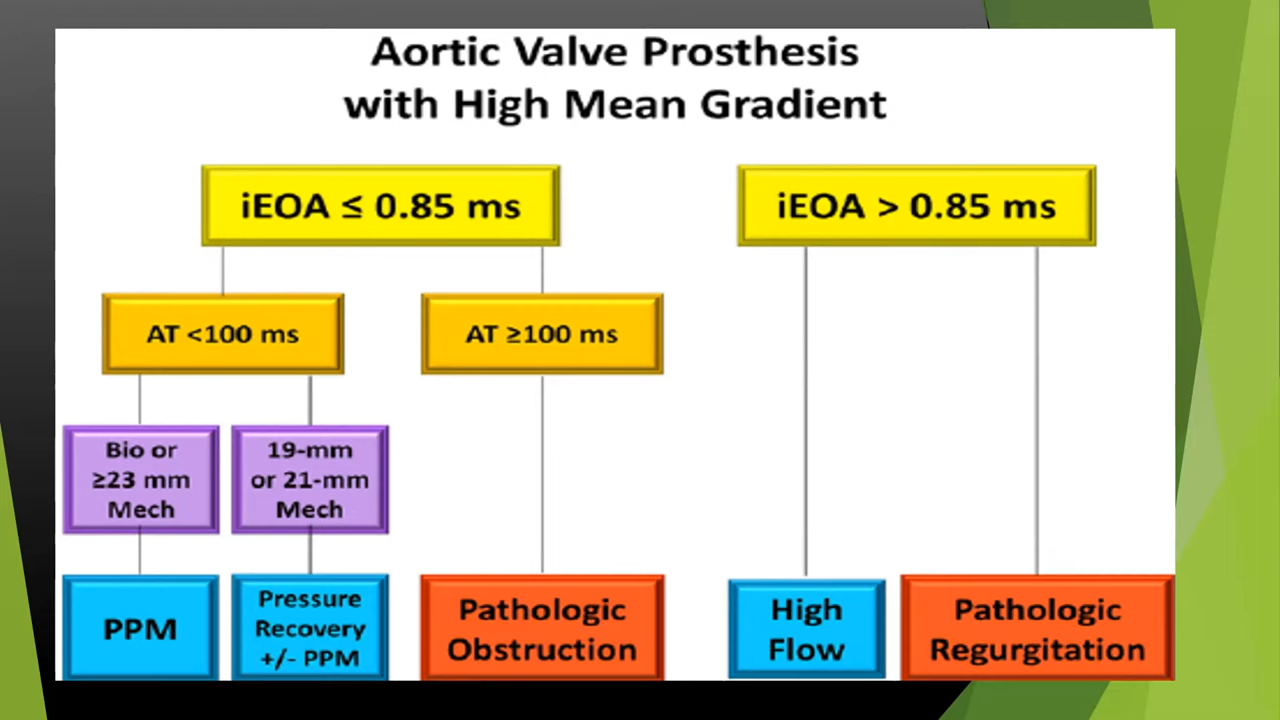 Aortic Valve Prosthesis
with High Mean Gradient
iEOA ≤ 0.85 ms
iEOA > 0.85 ms
AT <100 ms
AT ≥100 ms
Bio or
≥23 mm
Mech
19-mm
or 21-mm
Mech
PPM
Pressure
Recovery
+/- PPM
Pathologic
Obstruction
High
Flow
Pathologic
Regurgitation